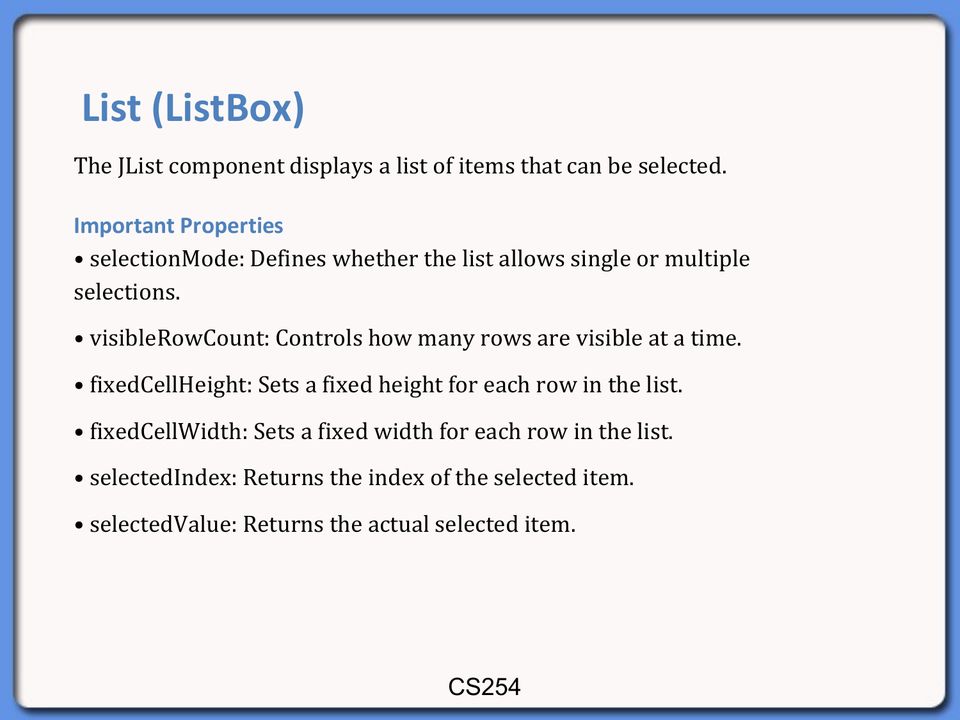 List (ListBox)
The JList component displays a list of items that can be selected.
Important Properties
• selectionMode: Defines whether the list allows single or multiple
selections.
• visibleRowCount: Controls how many rows are visible at a time.
• fixedCellHeight: Sets a fixed height for each row in the list.
• fixedCellWidth: Sets a fixed width for each row in the list.
• selectedIndex: Returns the index of the selected item.
• selectedValue: Returns the actual selected item.
CS254